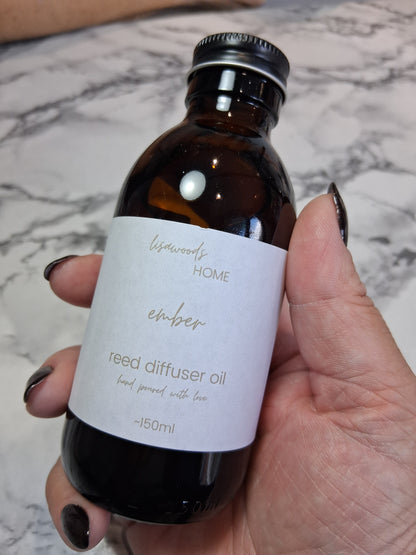 lisawoods
HOME
ember
reed diffuser oil
hand poured with love
~150ml